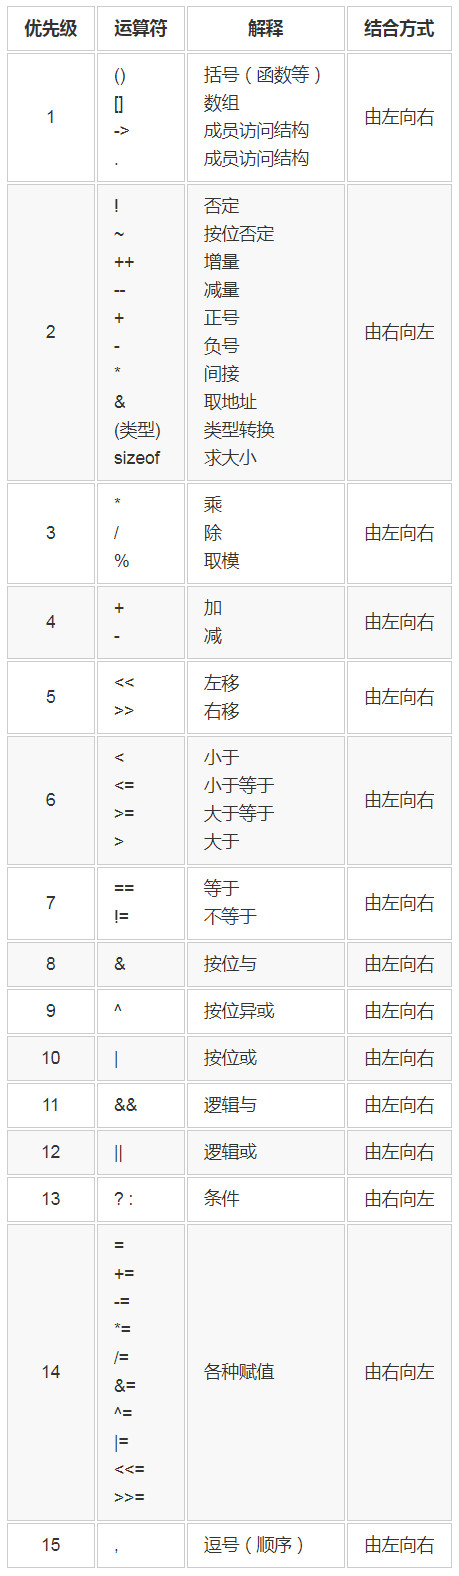 优先级 运算符 解释 结合方式
1 () 括号（函数等） 由左向右
[] 数组
-> 成员访问结构
. 成员访问结构
2 ! 否定 由右向左
~ 按位否定
++ 增量
-- 减量
+ 正号
- 负号
* 间接
& 取地址
(类型) 类型转换
sizeof 求大小
3 * 乘 由左向右
/ 除
% 取模
4 + 加 由左向右
- 减
5 << 左移 由左向右
>> 右移
6 < 小于 由左向右
<= 小于等于
>= 大于等于
> 大于
7 == 等于 由左向右
!= 不等于
8 & 按位与 由左向右
9 ^ 按位异或 由左向右
10 | 按位或 由左向右
11 && 逻辑与 由左向右
12 || 逻辑或 由左向右
13 ? : 条件 由右向左
14 = 各种赋值 由右向左
+=
-=
*=
/=
&=
^=
|=
<<=
>>=
15 , 逗号（顺序） 由左向右